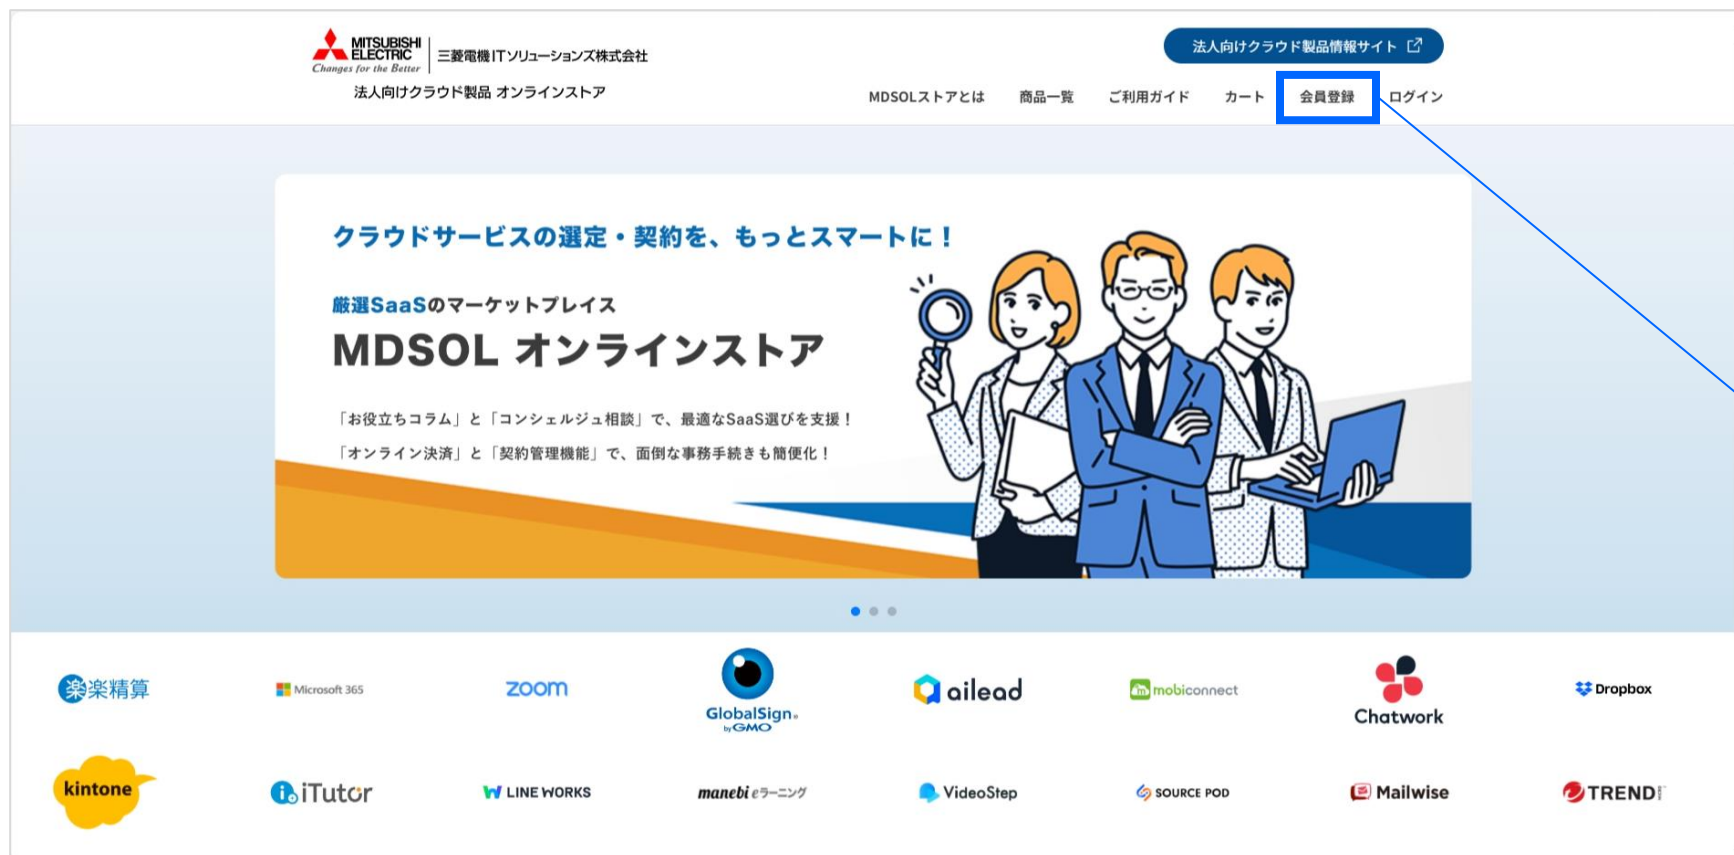 MITSUBISHI
ELECTRIC
Changes for the Better
三菱電機ITソリューションズ株式会社
法人向けクラウド製品 オンラインストア
法人向けクラウド製品情報サイト
MDSOLストアとは 商品一覧 ご利用ガイド カート 会員登録 ログイン
クラウドサービスの選定・契約を、もっとスマートに！
厳選SaaSのマーケットプレイス
MDSOL オンラインストア
「お役立ちコラム」と「コンシェルジュ相談」で、最適なSaaS選びを支援！
「オンライン決済」と「契約管理機能」で、面倒な事務手続きも簡便化！
楽 楽精算
Microsoft 365
zoom
GlobalSign.
by GMO
ailead
mobiconnect
Chatwork
Dropbox
kintone
iTutor
LINE WORKS
manebi eラーニング
VideoStep
SOURCE POD
Mailwise
TREND